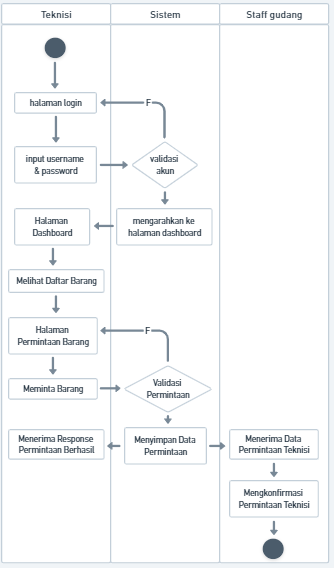 Teknisi
Sistem
Staff gudang
halaman login
F
input username
& password
validasi
akun
Halaman
Dashboard
mengarahkan ke
halaman dashboard
Melihat Daftar Barang
Halaman
Permintaan Barang
F
Meminta Barang
Validasi
Permintaan
Menerima Response
Permintaan Berhasil
Menyimpan Data
Permintaan
Menerima Data
Permintaan Teknisi
Mengkonfirmasi
Permintaan Teknisi